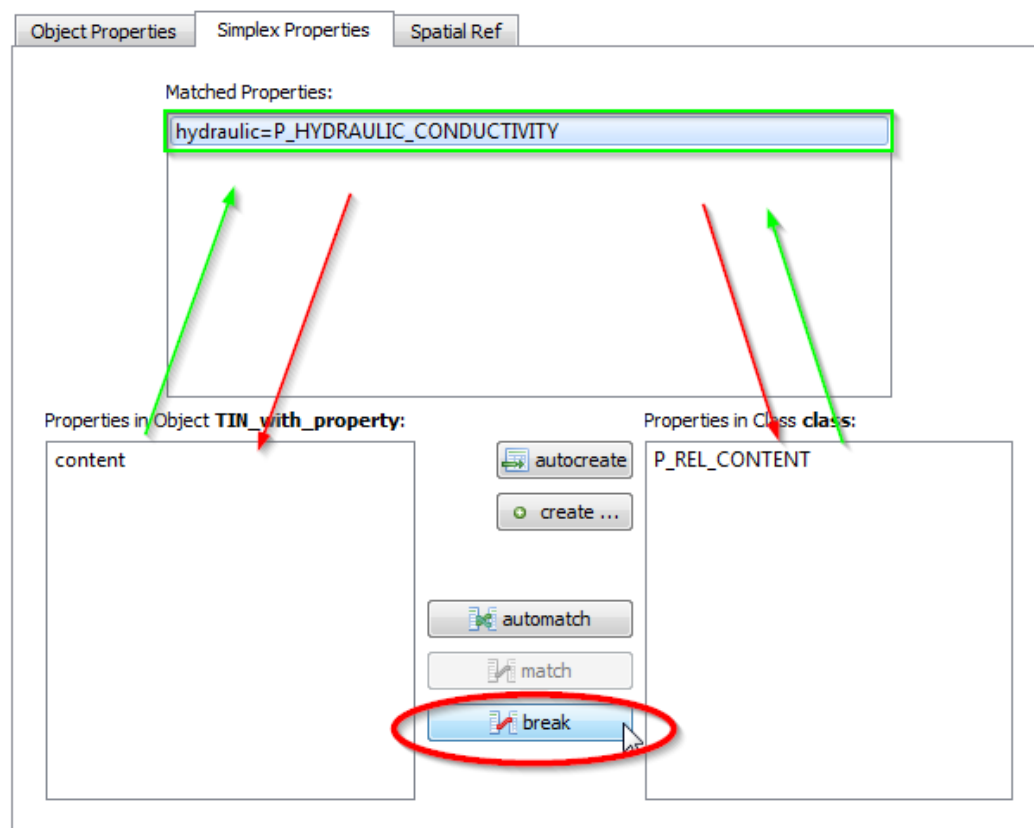 Object Properties Simplex Properties Spatial Ref
Matched Properties:
hydraulic=P_HYDRAULIC_CONDUCTIVITY
Properties in Object TIN_with_property:
Properties in Class class:
content
autocreate
P_REL_CONTENT
create ...
automatch
match
break